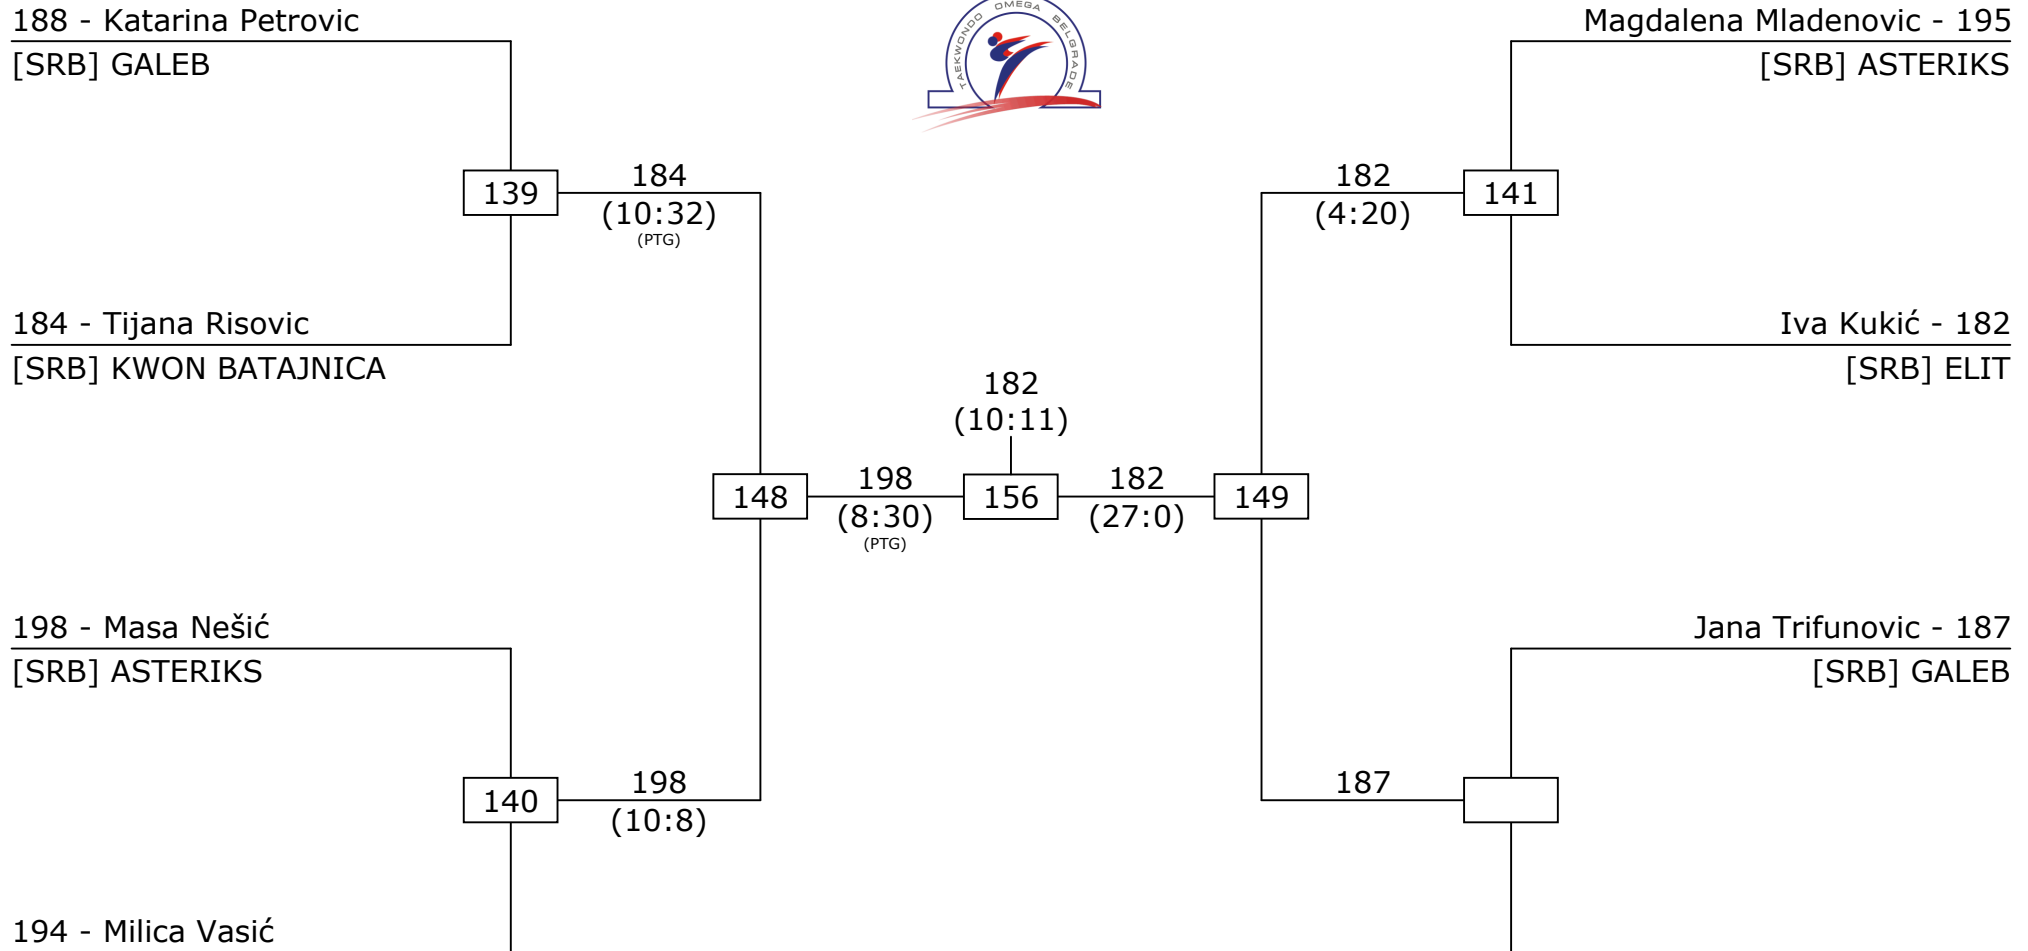 188 - Katarina Petrovic
[SRB] GALEB
TAEKWONDO OMEGA BELGRADE
Magdalena Mladenovic - 195
[SRB] ASTERIKS
139
184
(10:32)
(PTG)
182
(4:20)
141
184 - Tijana Risovic
[SRB] KWON BATAJNICA
Iva Kukić - 182
[SRB] ELIT
182
(10:11)
148
198
(8:30)
(PTG)
156
182
(27:0)
149
198 - Masa Nešić
[SRB] ASTERIKS
Jana Trifunovic - 187
[SRB] GALEB
140
198
(10:8)
187
194 - Milica Vasić